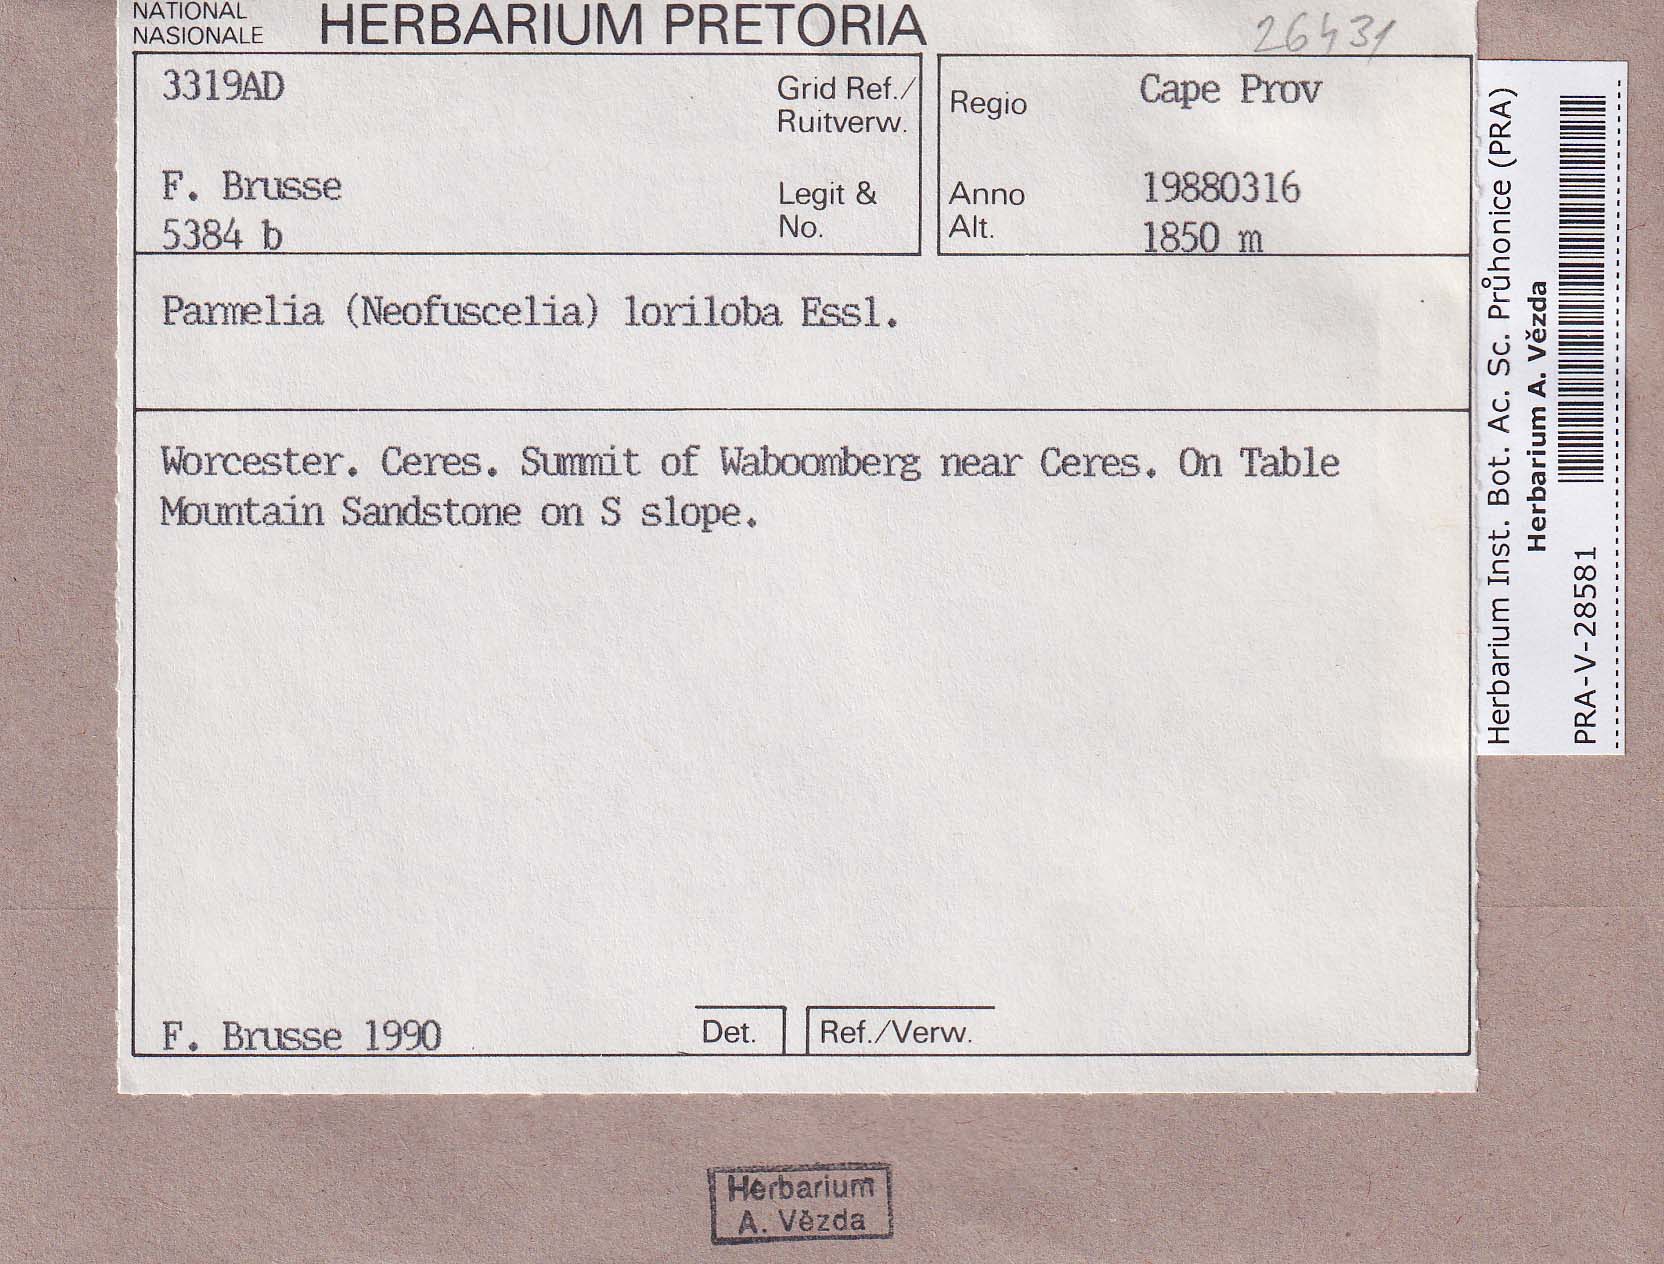 NATIONAL
NASIONALE
HERBARIUM PRETORIA
26431
3319AD
Grid Ref./
Ruitverw.
F. Brusse
5384 b
Legit &
No.
Regio
Cape Prov
Anno
19880316
Alt.
1850 m
Parmelia (Neofuscelia) loriloba Essl.
Worcester. Ceres. Summit of Waboomberg near Ceres. On Table
Mountain Sandstone on S slope.
F. Brusse 1990
Det.
Ref./Verw.
Herbarium Inst. Bot. Ac. Sc. Průhonice (PRA)
Herbarium A. Vězda
PRA-V-28581
Herbarium
A. Vězda